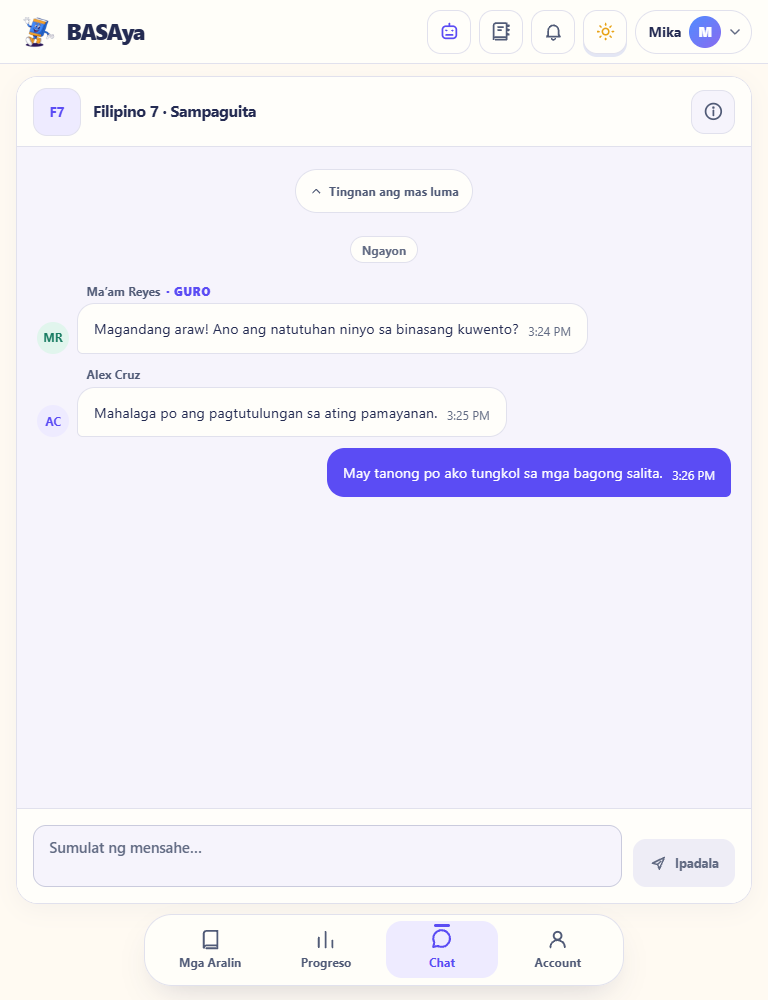 BASAya
Mika M
F7 Filipino 7 · Sampaguita
Tingnan ang mas luma
Ngayon
Ma'am Reyes · GURO
MR Magandang araw! Ano ang natutuhan ninyo sa binasang kuwento? 3:24 PM
Alex Cruz
AC Mahalaga po ang pagtutulungan sa ating pamayanan. 3:25 PM
May tanong po ako tungkol sa mga bagong salita. 3:26 PM
Sumulat ng mensahe...
Ipadala
Mga Aralin Progreso Chat Account